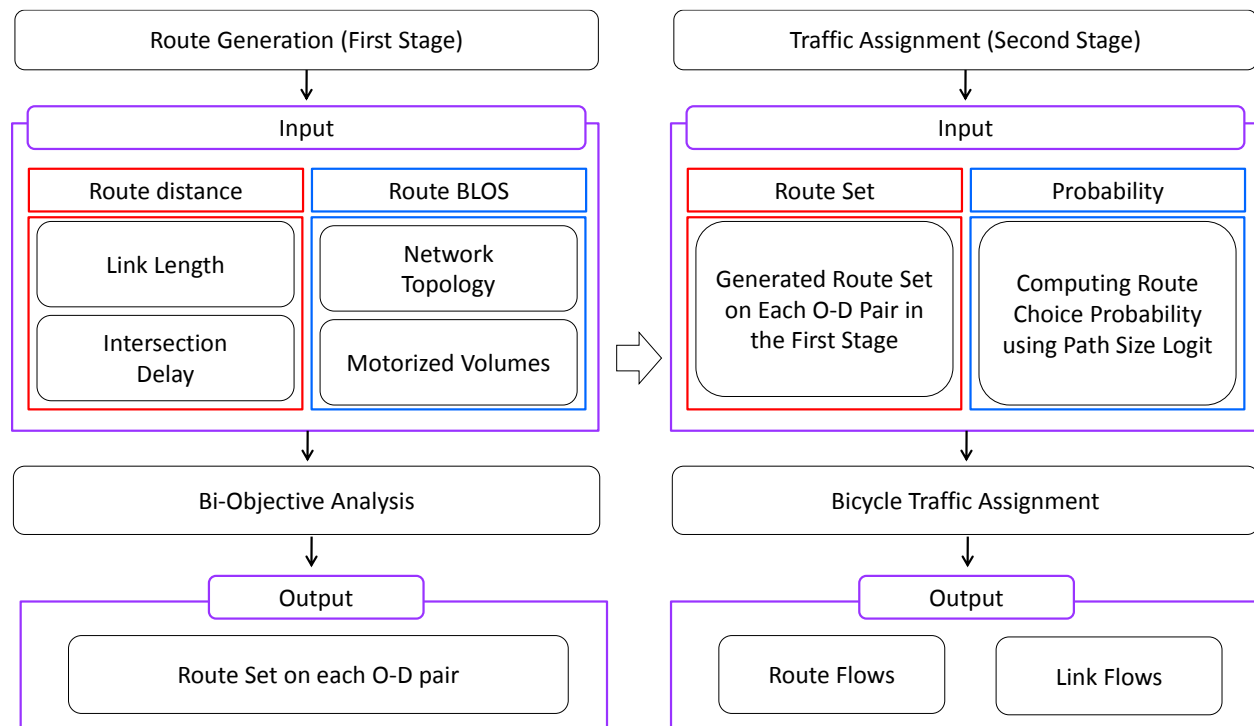 Route Generation (First Stage)
Input
Route distance
Route BLOS
Link Length
Intersection
Delay
Network
Topology
Motorized Volumes
Bi-Objective Analysis
Output
Route Set on each O-D pair
Traffic Assignment (Second Stage)
Input
Route Set
Probability
Generated Route Set
on Each O-D Pair in
the First Stage
Computing Route
Choice Probability
using Path Size Logit
Bicycle Traffic Assignment
Output
Route Flows
Link Flows